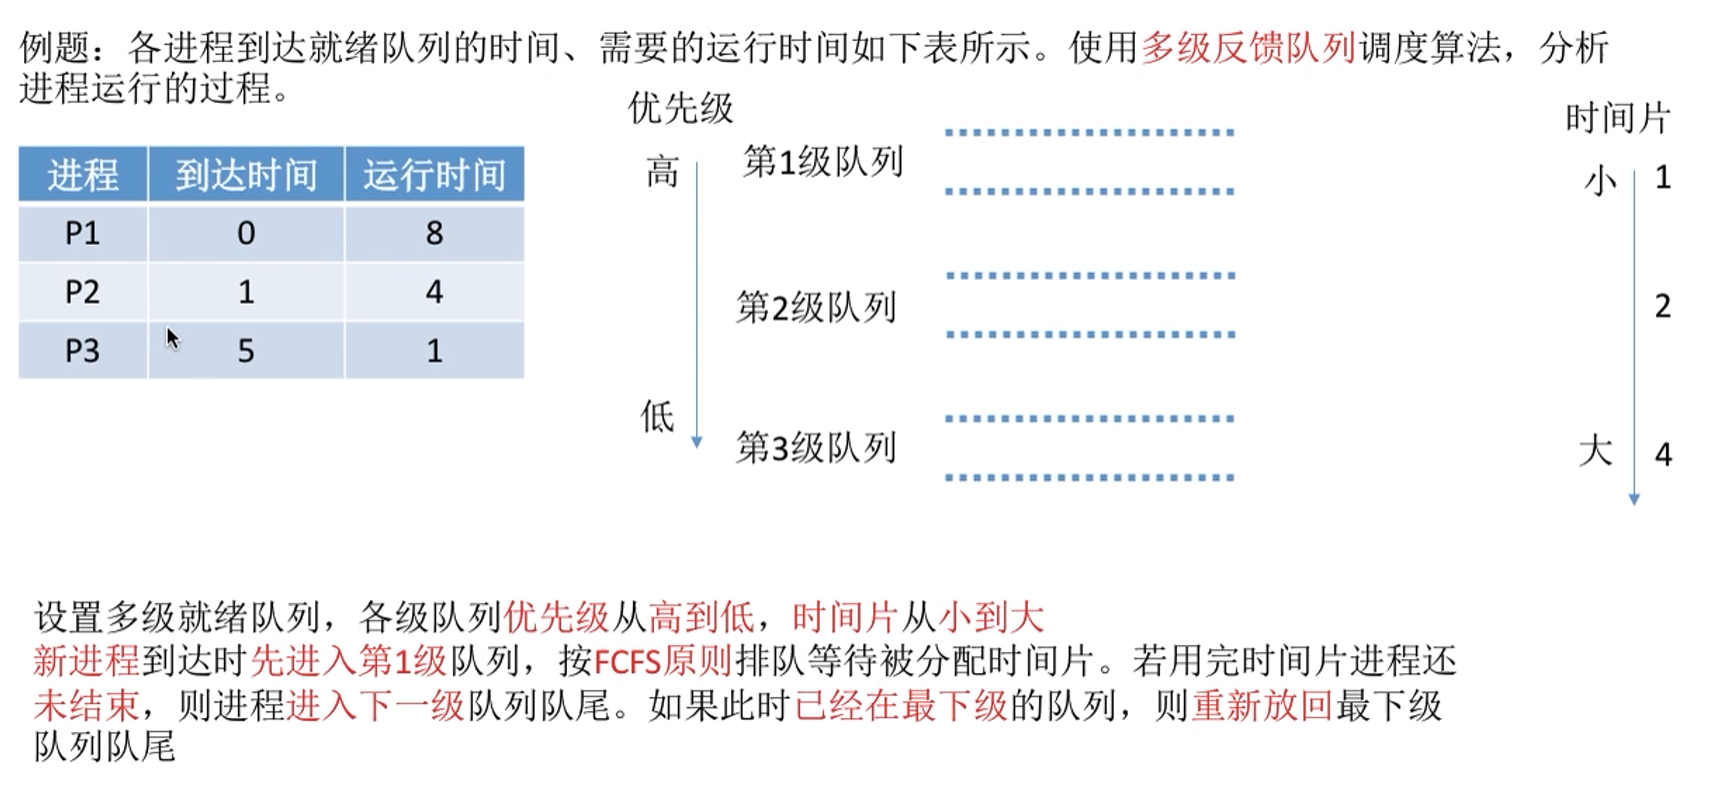 例题：各进程到达就绪队列的时间、需要的运行时间如下表所示。使用多级反馈队列调度算法，分析
进程运行的过程。
进程 到达时间 运行时间
P1 0 8
P2 1 4
P3 5 1
优先级
高
低
第1级队列
第2级队列
第3级队列
时间片
小 1
2
大 4
设置多级就绪队列，各级队列优先级从高到低，时间片从小到大
新进程到达时先进入第1级队列，按FCFS原则排队等待被分配时间片。若用完时间片进程还
未结束，则进程进入下一级队列队尾。如果此时已经在最下级的队列，则重新放回最下级
队列队尾